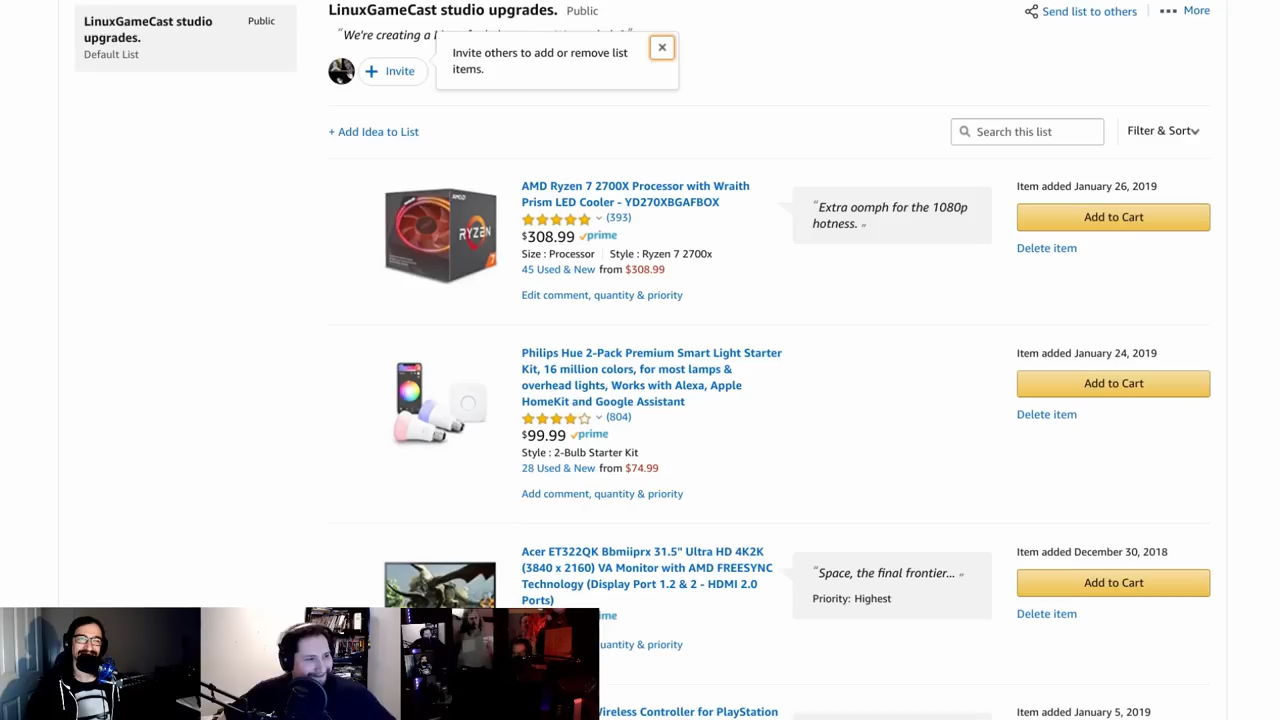 LinuxGameCast studio upgrades.
Public
Default List
LinuxGameCast studio upgrades.
Public
Send list to others
More
"We're creating a
Invite
Invite others to add or remove list items.
+ Add Idea to List
Search this list
Filter & Sort
AMD Ryzen 7 2700X Processor with Wraith
Prism LED Cooler - YD270XBGAFBOX
(393)
$308.99 prime
Size : Processor | Style : Ryzen 7 2700x
45 Used & New from $308.99
Edit comment, quantity & priority
"Extra oomph for the 1080p
hotness. "
Item added January 26, 2019
Add to Cart
Delete item
AMD
RYZEN
7
Philips Hue 2-Pack Premium Smart Light Starter
Kit, 16 million colors, for most lamps &
overhead lights, Works with Alexa, Apple
HomeKit and Google Assistant
(804)
$99.99 prime
Style : 2-Bulb Starter Kit
28 Used & New from $74.99
Add comment, quantity & priority
Item added January 24, 2019
Add to Cart
Delete item
Acer ET322QK Bbmiiprx 31.5" Ultra HD 4K2K
(3840 x 2160) VA Monitor with AMD FREESYNC
Technology (Display Port 1.2 & 2 - HDMI 2.0
Ports)
"Space, the final frontier... "
Priority: Highest
Item added December 30, 2018
Add to Cart
Delete item
Wireless Controller for PlayStation
Item added January 5, 2019